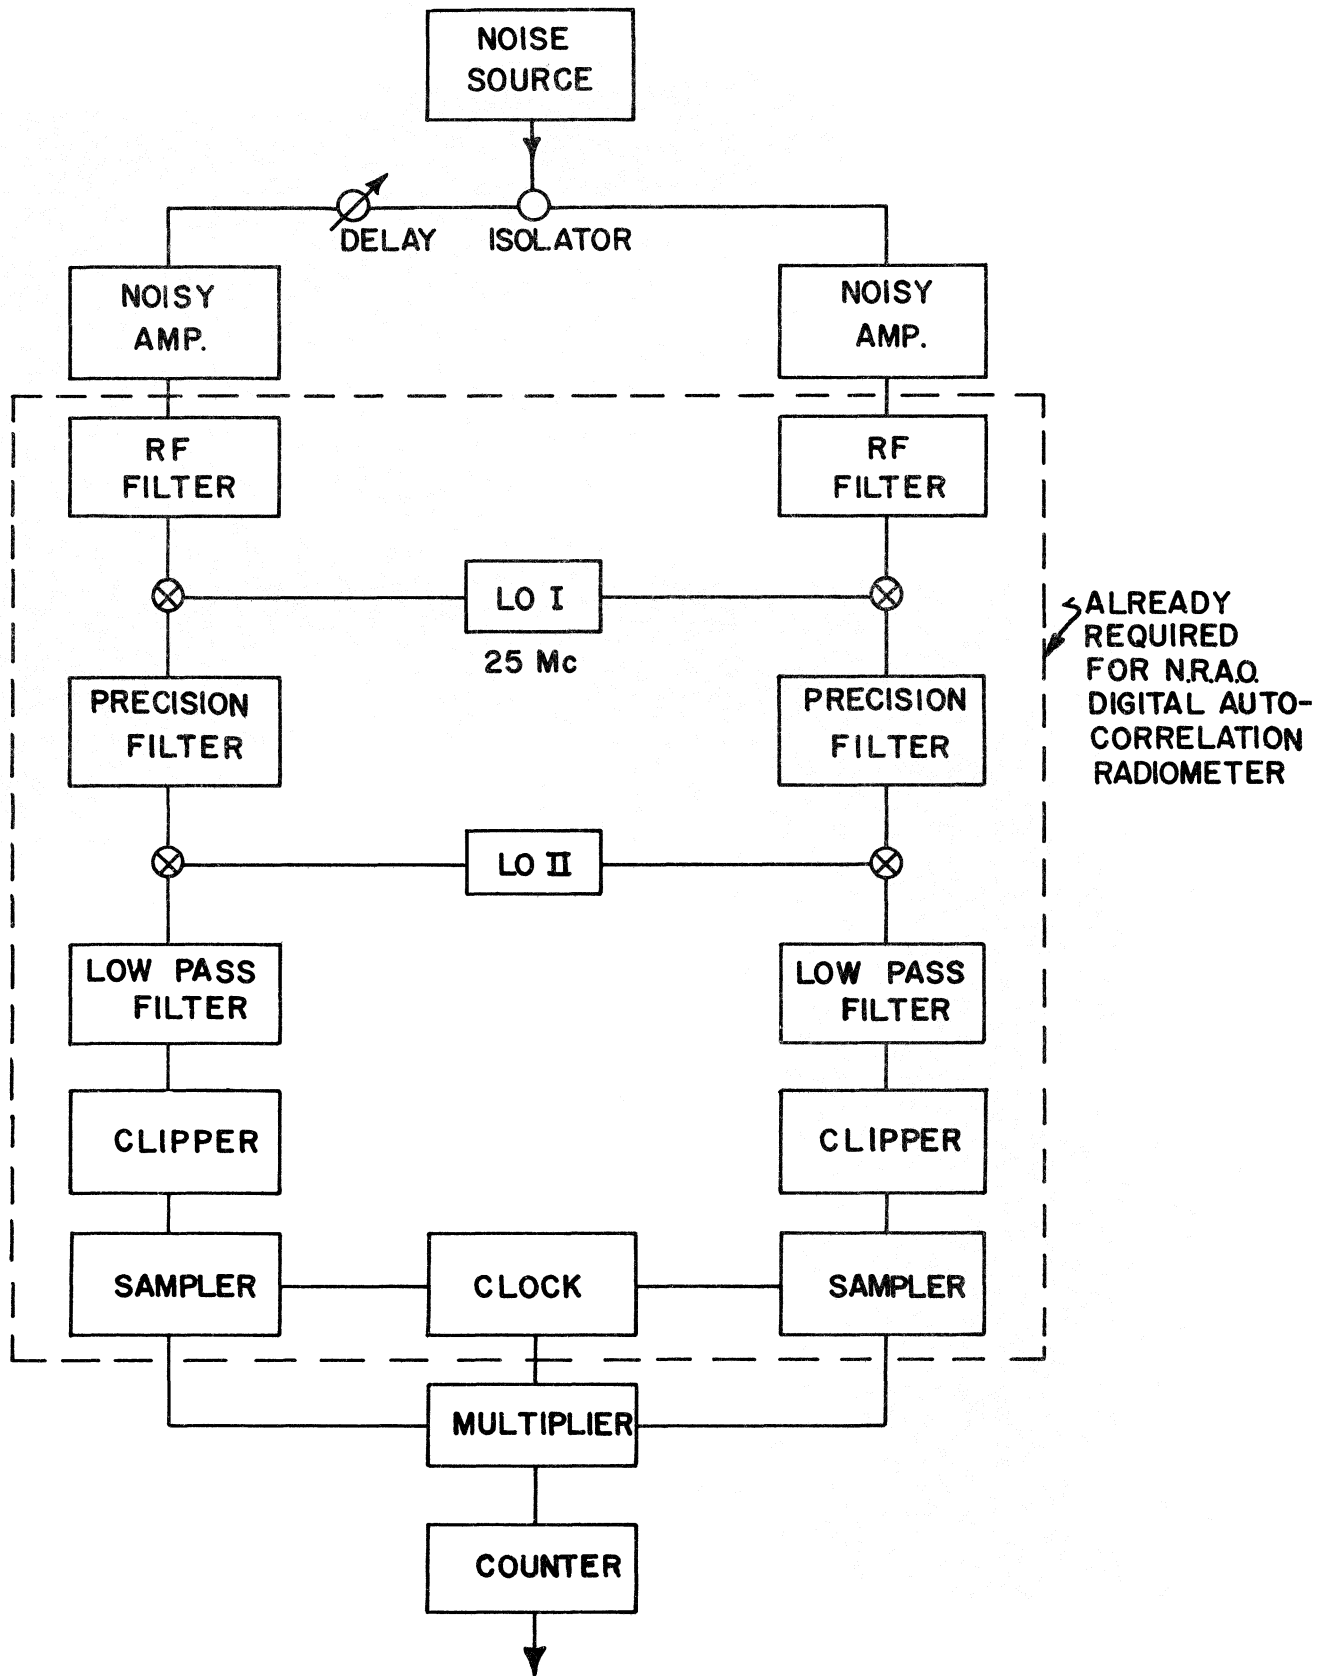 NOISE
SOURCE
DELAY
ISOLATOR
NOISY
AMP.
NOISY
AMP.
RF
FILTER
RF
FILTER
LO I
25 Mc
ALREADY
REQUIRED
FOR N.R.A.O.
DIGITAL AUTO-
CORRELATION
RADIOMETER
PRECISION
FILTER
PRECISION
FILTER
LO II
LOW PASS
FILTER
LOW PASS
FILTER
CLIPPER
CLIPPER
SAMPLER
CLOCK
SAMPLER
MULTIPLIER
COUNTER